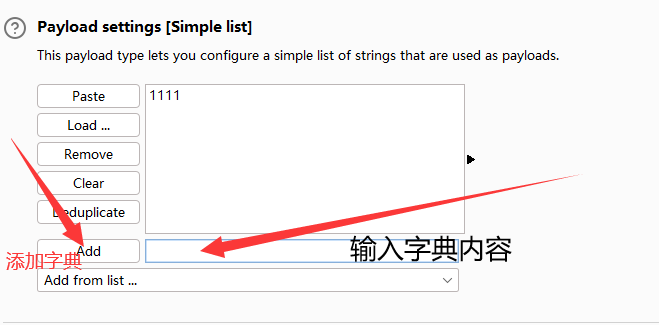 Payload settings [Simple list]
This payload type lets you configure a simple list of strings that are used as payloads.
Paste
1111
Load ...
Remove
Clear
Deduplicate
Add
输入字典内容
添加字典
Add from list ...